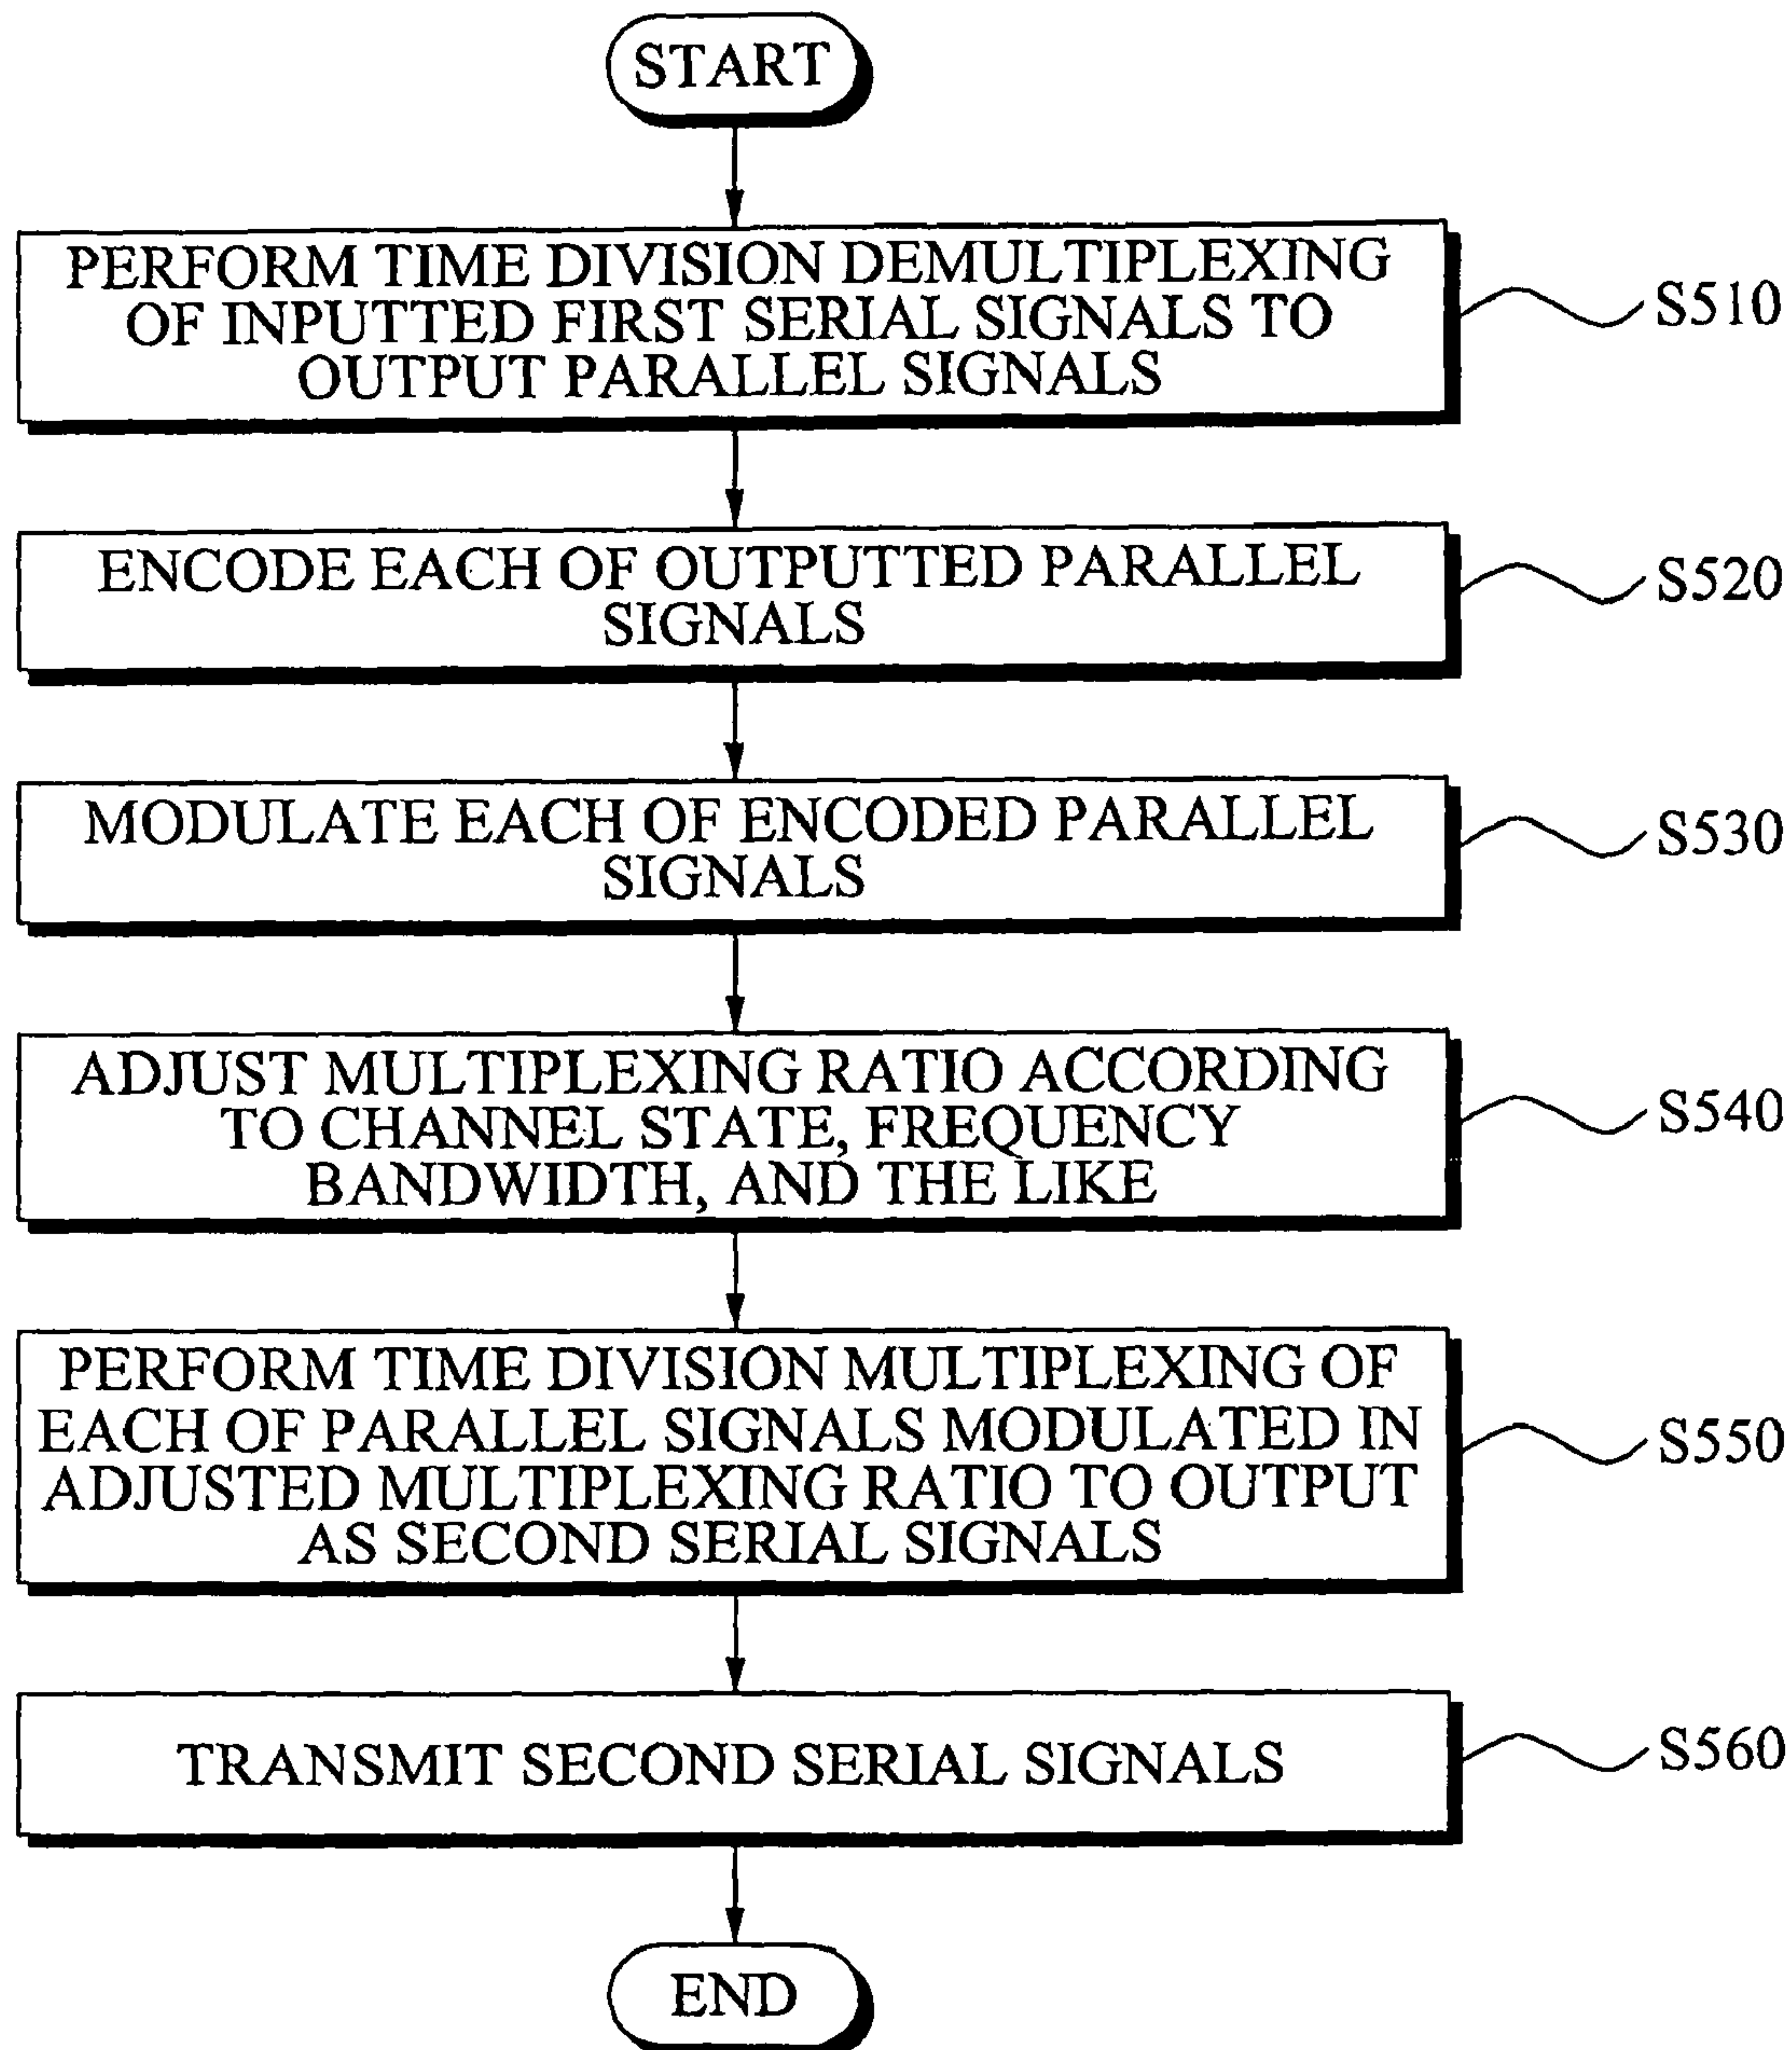 START
PERFORM TIME DIVISION DEMULTIPLEXING
OF INPUTTED FIRST SERIAL SIGNALS TO
OUTPUT PARALLEL SIGNALS
S510
ENCODE EACH OF OUTPUTTED PARALLEL
SIGNALS
S520
MODULATE EACH OF ENCODED PARALLEL
SIGNALS
S530
ADJUST MULTIPLEXING RATIO ACCORDING
TO CHANNEL STATE, FREQUENCY
BANDWIDTH, AND THE LIKE
S540
PERFORM TIME DIVISION MULTIPLEXING OF
EACH OF PARALLEL SIGNALS MODULATED IN
ADJUSTED MULTIPLEXING RATIO TO OUTPUT
AS SECOND SERIAL SIGNALS
S550
TRANSMIT SECOND SERIAL SIGNALS
S560
END